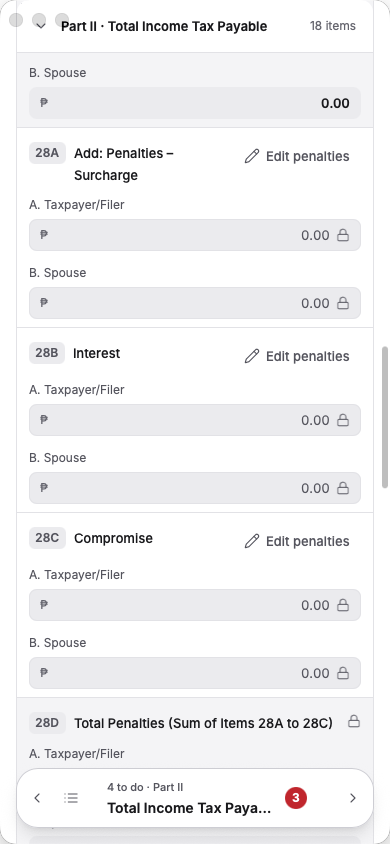 Part II · Total Income Tax Payable
18 items
B. Spouse
₱ 0.00
28A Add: Penalties – Surcharge
Edit penalties
A. Taxpayer/Filer
₱ 0.00
B. Spouse
₱ 0.00
28B Interest
Edit penalties
A. Taxpayer/Filer
₱ 0.00
B. Spouse
₱ 0.00
28C Compromise
Edit penalties
A. Taxpayer/Filer
₱ 0.00
B. Spouse
₱ 0.00
28D Total Penalties (Sum of Items 28A to 28C)
A. Taxpayer/Filer
4 to do · Part II
Total Income Tax Paya...
3